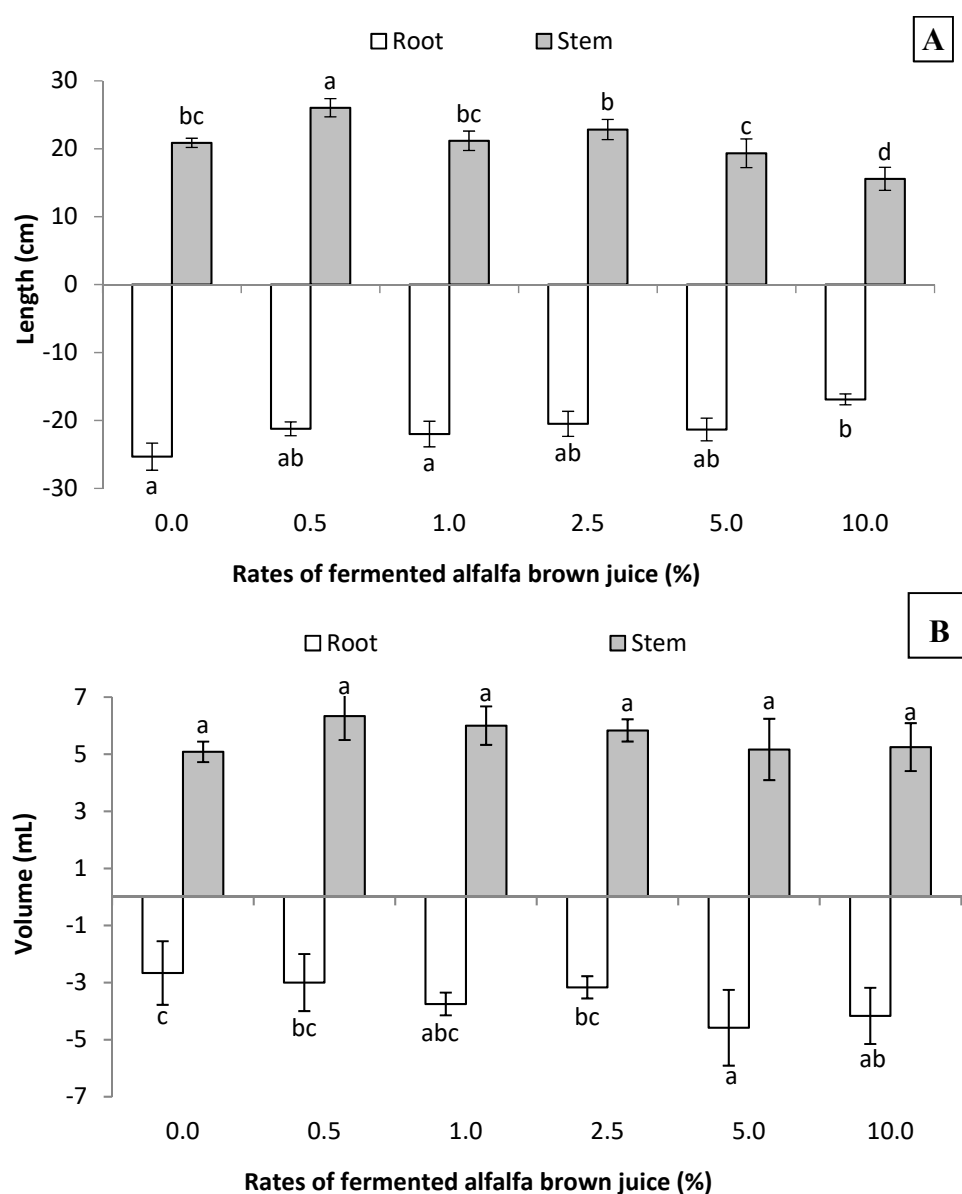 Root Stem A
30
20
10
0
-10
-20
-30
Length (cm)
bc a bc b c d
a ab a ab ab b
0.0 0.5 1.0 2.5 5.0 10.0
Rates of fermented alfalfa brown juice (%)
Root Stem B
7
5
3
1
-1
-3
-5
-7
Volume (mL)
a a a a a a
c bc abc bc a ab
0.0 0.5 1.0 2.5 5.0 10.0
Rates of fermented alfalfa brown juice (%)